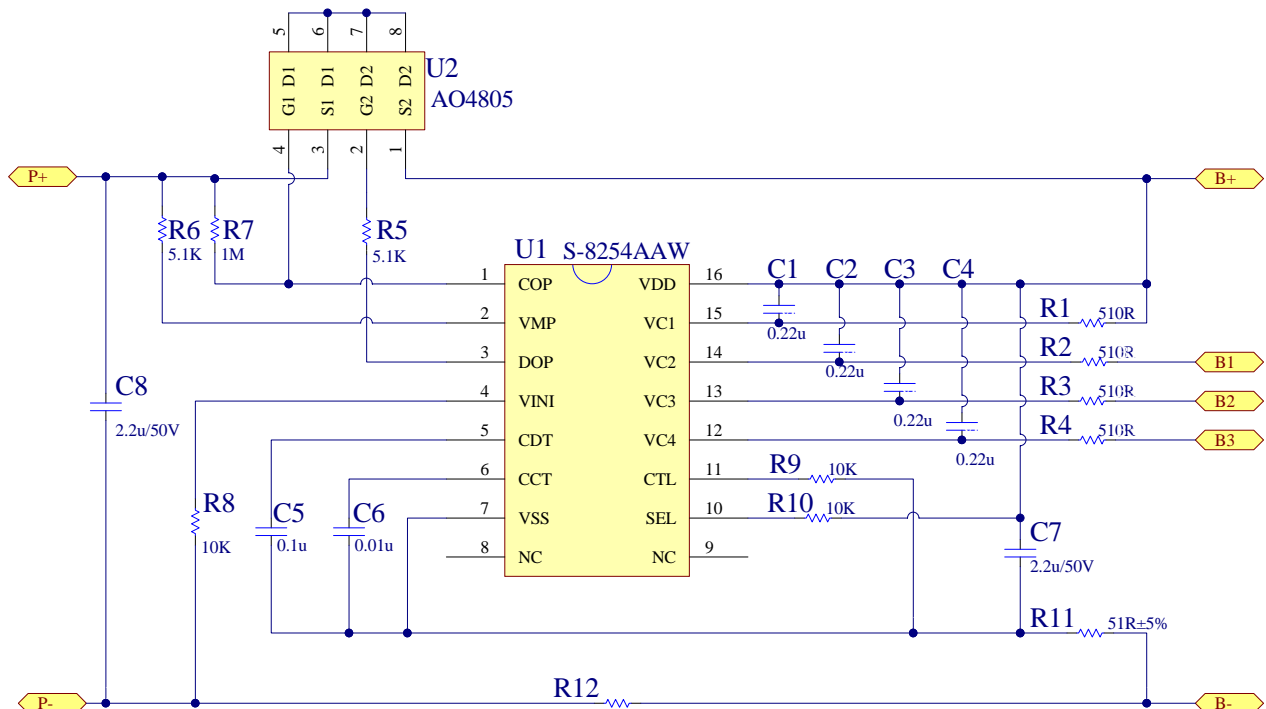 5 6 7 8
G1 D1
S1 D1
G2 D2
S2 D2
U2
AO4805
4 3 2 1
P+
B+
R6
5.1K
R7
1M
R5
5.1K
U1
S-8254AAW
C1
C2
C3
C4
1 COP
VDD 16
2 VMP
VC1 15
3 DOP
VC2 14
4 VINI
VC3 13
5 CDT
VC4 12
6 CCT
CTL 11
7 VSS
SEL 10
8 NC
NC 9
0.22u
0.22u
0.22u
0.22u
R1
510R
R2
510R
B1
R3
510R
B2
R4
510R
B3
C8
2.2u/50V
R8
10K
C5
0.1u
C6
0.01u
R9
10K
R10
10K
C7
2.2u/50V
R11
51R±5%
R12
P-
B-